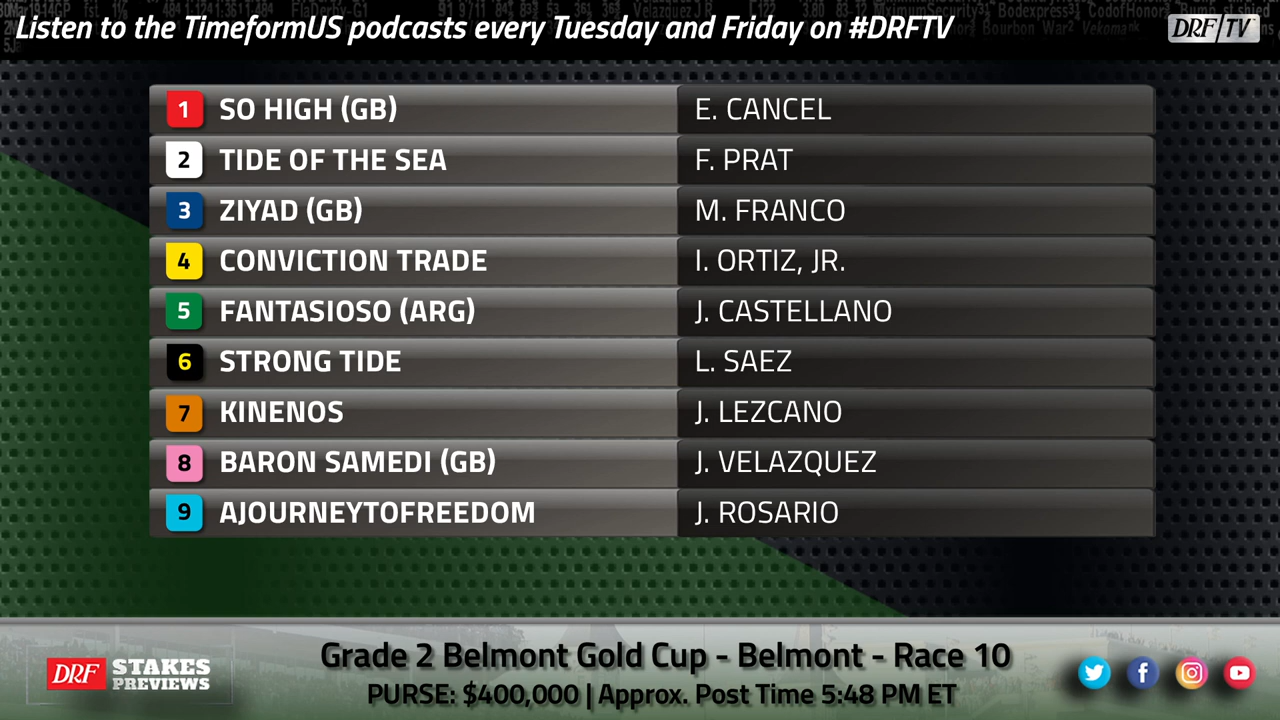 Listen to the TimeformUS podcasts every Tuesday and Friday on #DRFTV
DRF TV
1 SO HIGH (GB) E. CANCEL
2 TIDE OF THE SEA F. PRAT
3 ZIYAD (GB) M. FRANCO
4 CONVICTION TRADE I. ORTIZ, JR.
5 FANTASIOSO (ARG) J. CASTELLANO
6 STRONG TIDE L. SAEZ
7 KINENOS J. LEZCANO
8 BARON SAMEDI (GB) J. VELAZQUEZ
9 AJOURNEYTOFREEDOM J. ROSARIO
DRF STAKES PREVIEWS
Grade 2 Belmont Gold Cup - Belmont - Race 10
PURSE: $400,000 | Approx. Post Time 5:48 PM ET